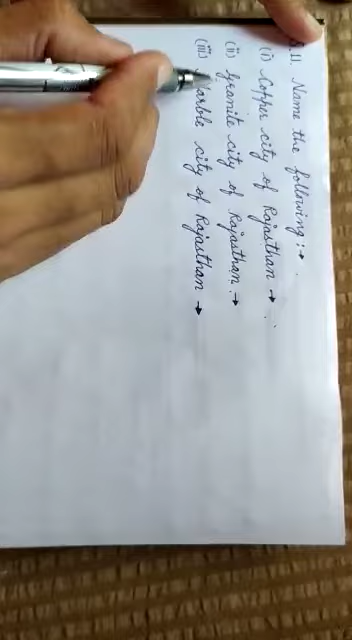 11. Name the following :→
(i) Copper city of Rajasthan →
(ii) Granite city of Rajasthan →
(iii) Marble city of Rajasthan →